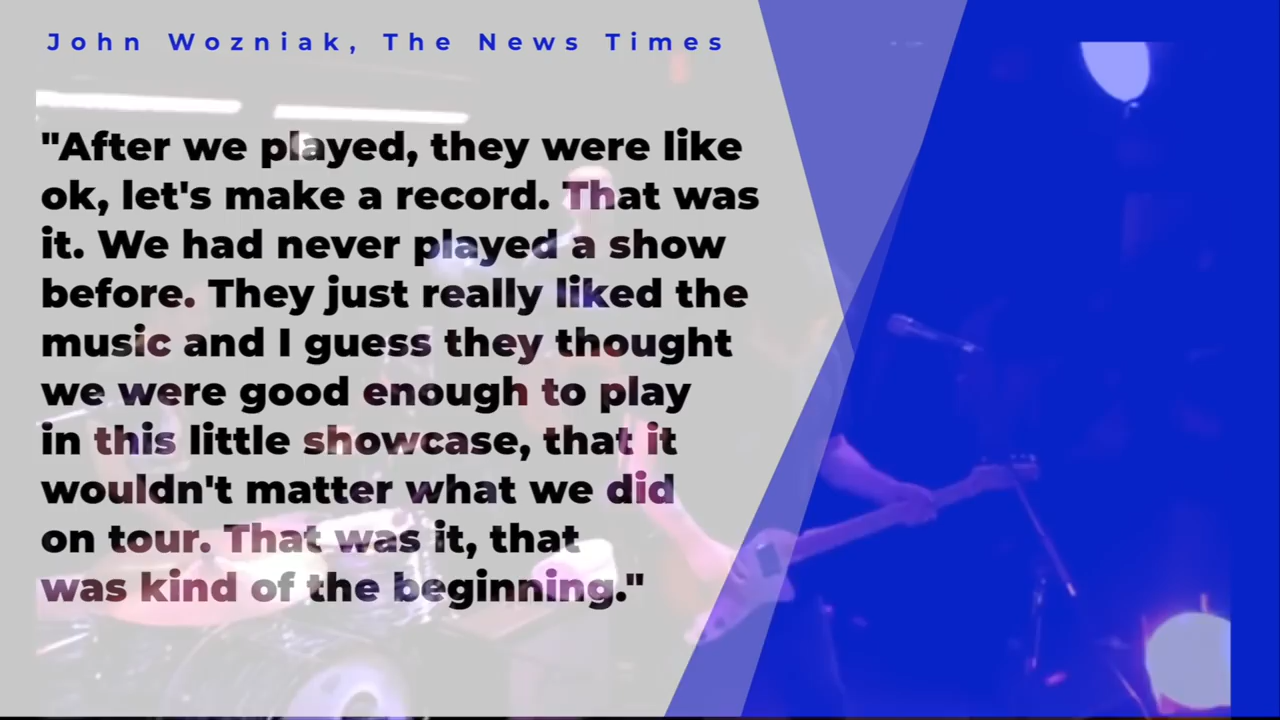 John Wozniak, The News Times
"After we played, they were like
ok, let's make a record. That was
it. We had never played a show
before. They just really liked the
music and I guess they thought
we were good enough to play
in this little showcase, that it
wouldn't matter what we did
on tour. That was it, that
was kind of the beginning."